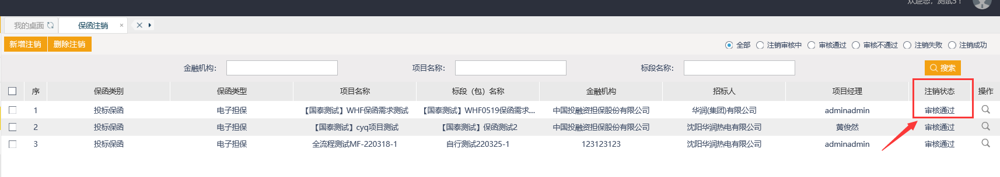 欢迎您，测试5！
我的桌面 保函注销
新增注销 删除注销 全部 注销审核中 审核通过 审核不通过 注销失败 注销成功
金融机构： 项目名称： 标段名称： 搜索
序 保函类别 保函类型 项目名称 标段（包）名称 金融机构 招标人 项目经理 注销状态 操作
1 投标保函 电子担保 【国泰测试】WHF保函需求测试 【国泰测试】WHF0519保函需求... 中国投融资担保股份有限公司 华润(集团)有限公司 adminadmin 审核通过
2 投标保函 电子担保 【国泰测试】cyq项目测试 【国泰测试】保函测试2 中国投融资担保股份有限公司 沈阳华润热电有限公司 黄俊然 审核通过
3 投标保函 电子担保 全流程测试MF-220318-1 自行测试220325-1 123123123 沈阳华润热电有限公司 adminadmin 审核通过